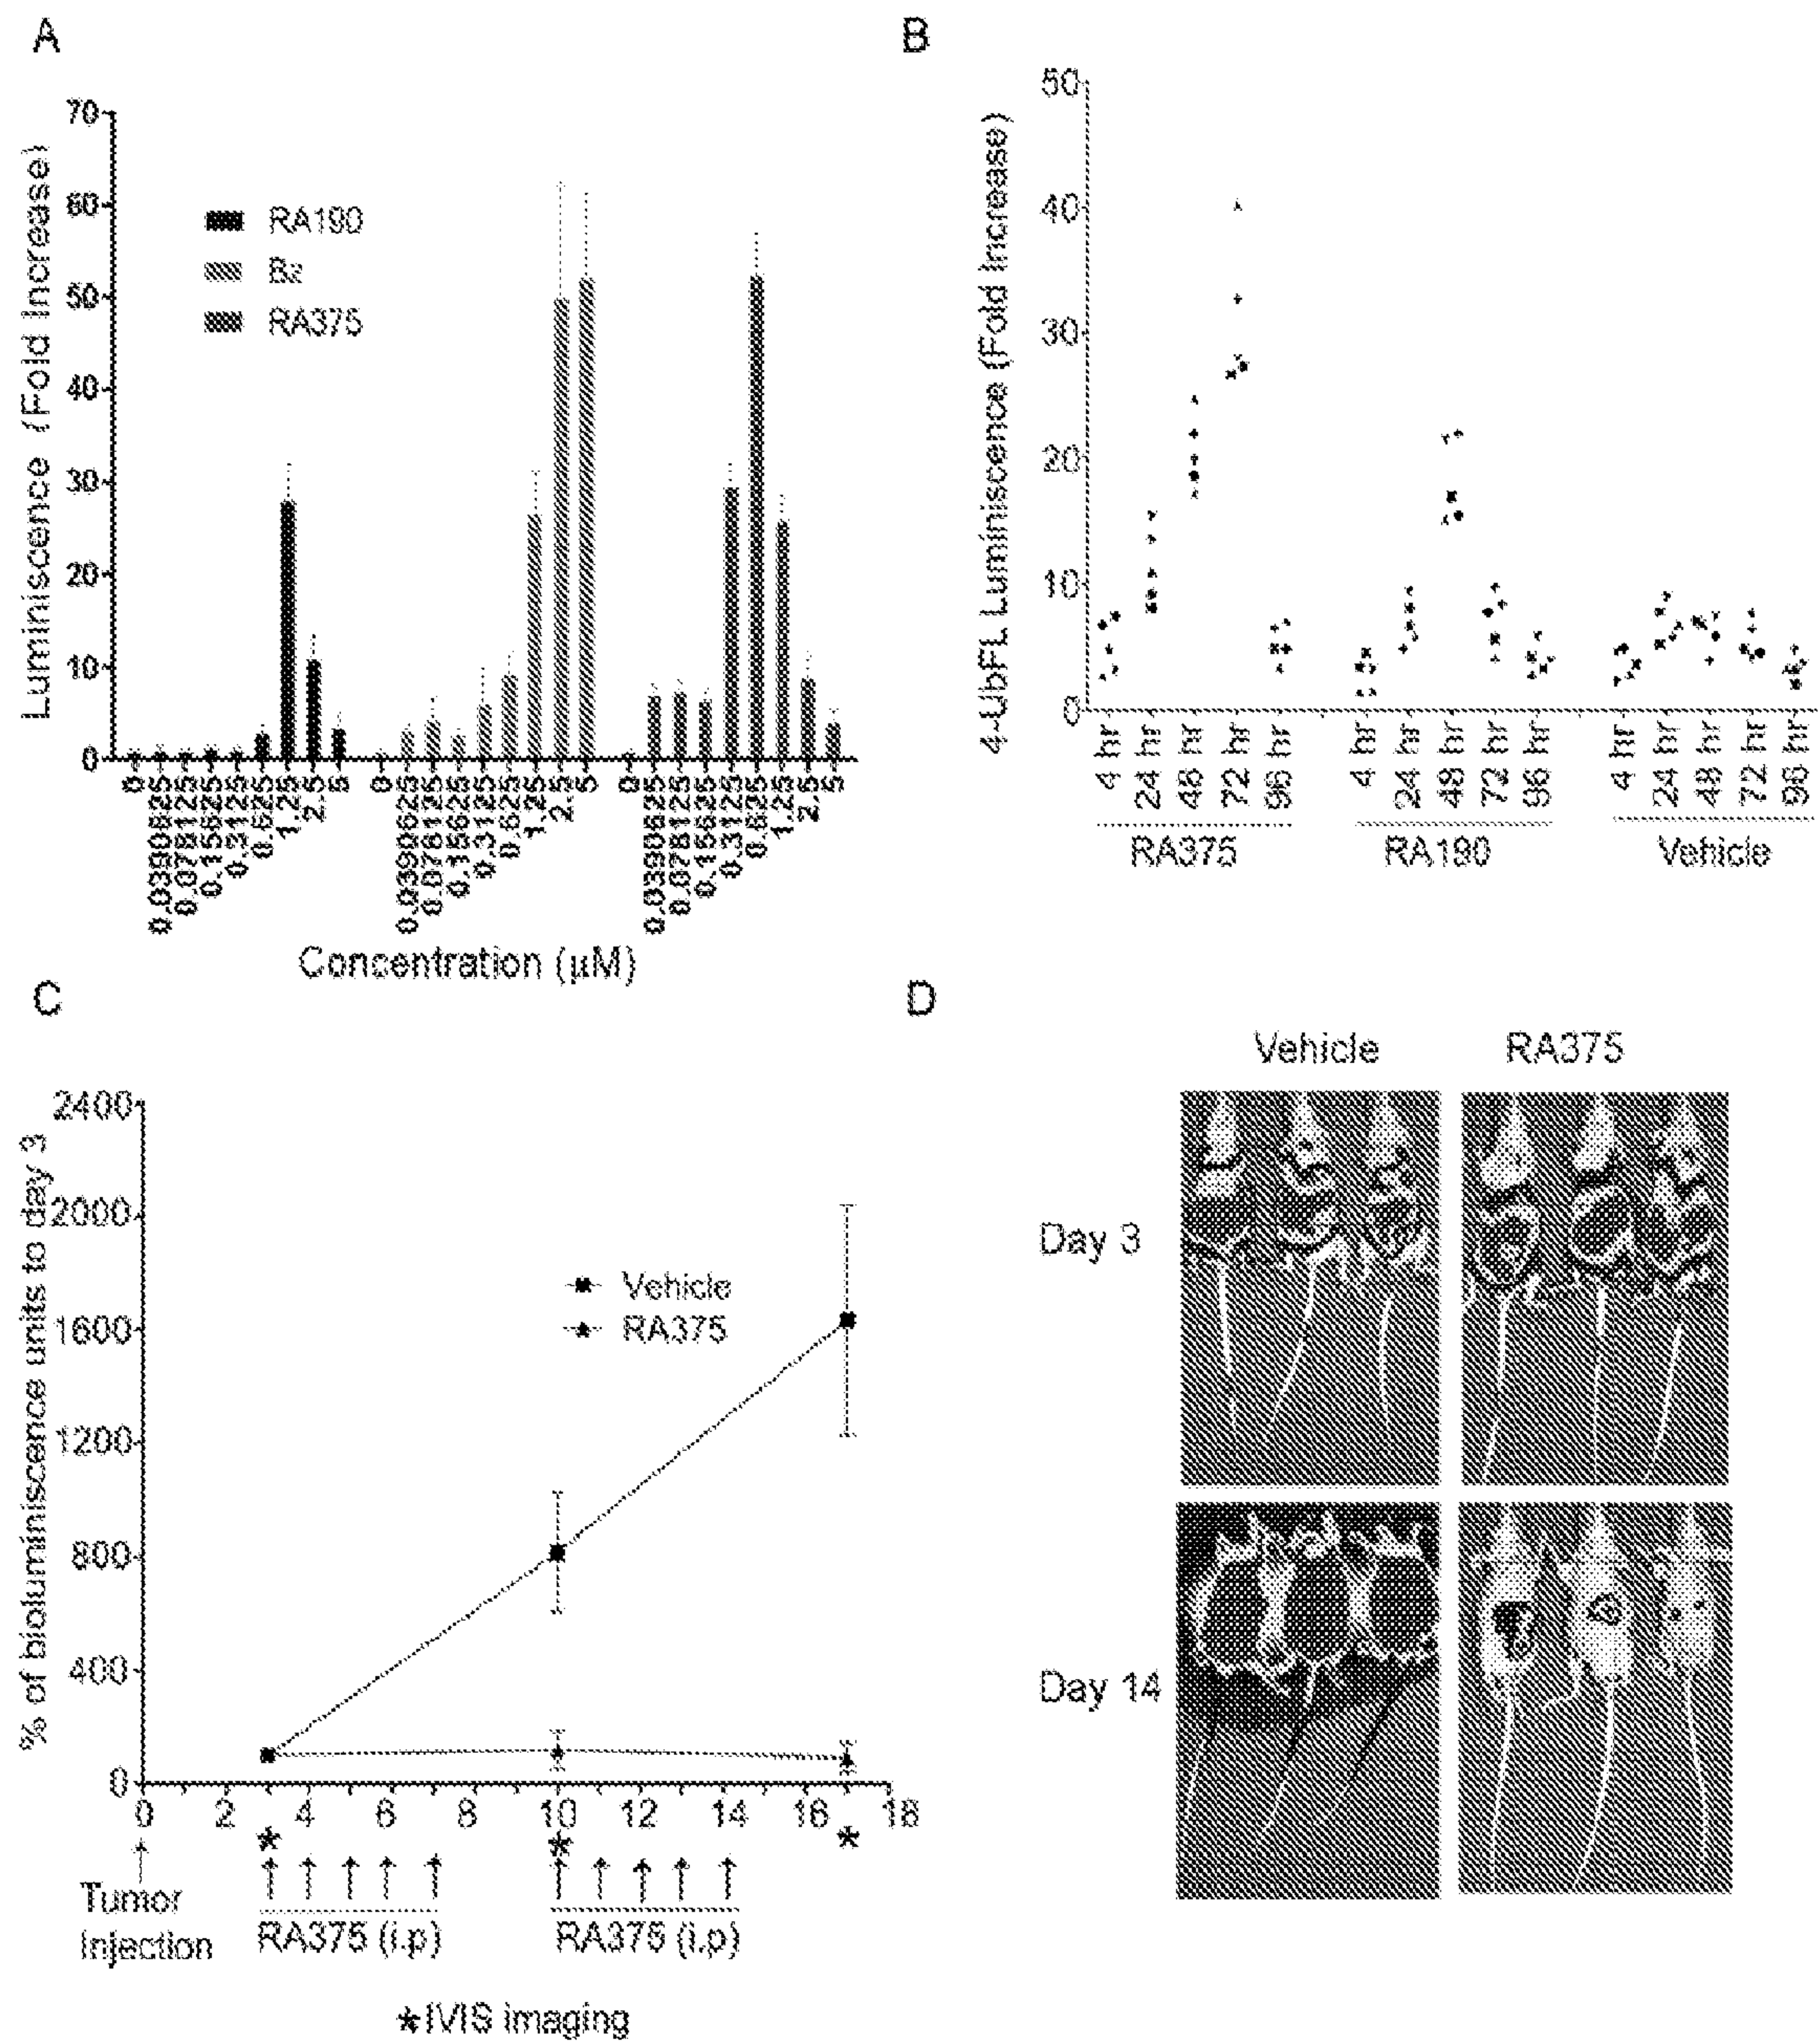 A
Luminiscence (Fold Increase)
70
60
50
40
30
20
10
0
RA190
Bz
RA375
0
0.0390625
0.078125
0.15625
0.3125
0.625
1.25
2.5
5
0
0.0390625
0.078125
0.15625
0.3125
0.625
1.25
2.5
5
0
0.0390625
0.078125
0.15625
0.3125
0.625
1.25
2.5
5
Concentration (µM)
B
4-UbFL Luminiscence (Fold Increase)
50
40
30
20
10
0
4 hr
24 hr
48 hr
72 hr
96 hr
4 hr
24 hr
48 hr
72 hr
96 hr
4 hr
24 hr
48 hr
72 hr
96 hr
RA375
RA190
Vehicle
C
% of bioluminiscence units to day 3
2400
2000
1600
1200
800
400
0
Vehicle
RA375
0 2 4 6 8 10 12 14 16 18
* * *
Tumor
Injection
RA375 (i.p)
RA375 (i.p)
*IVIS imaging
D
Vehicle
RA375
Day 3
Day 14